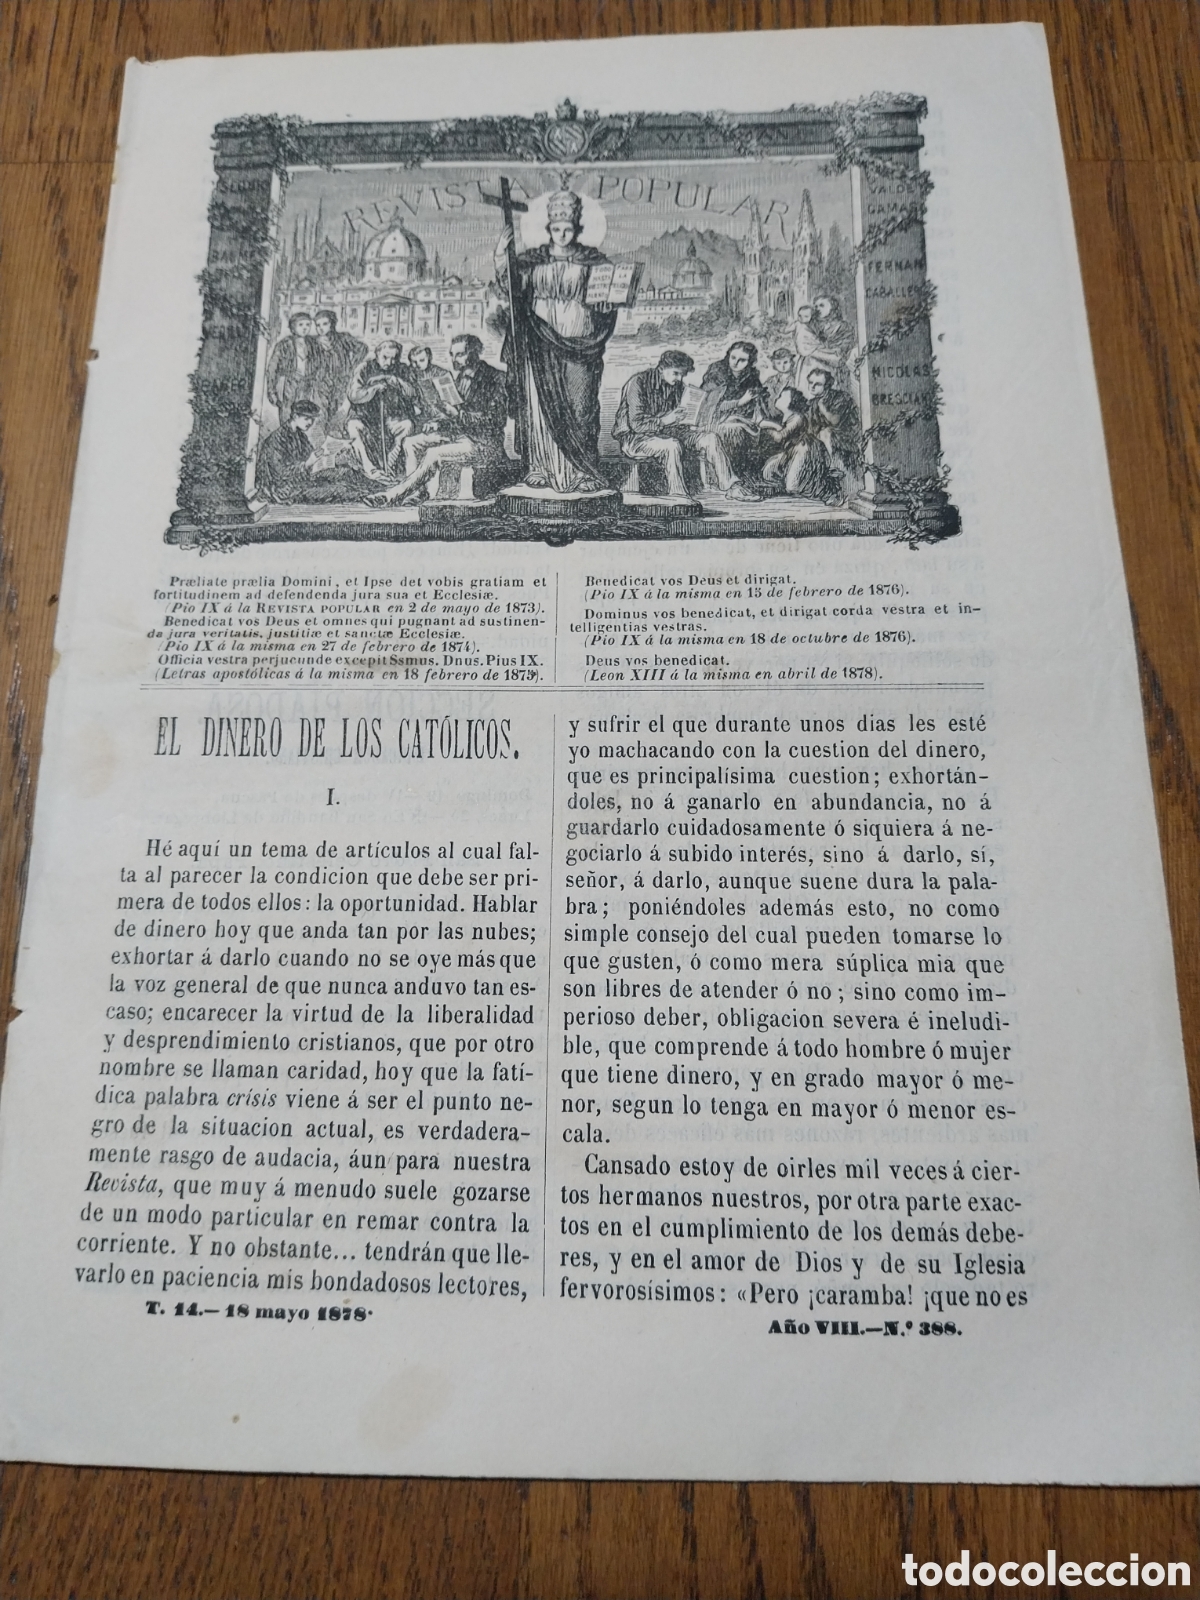 WISEMAN
REVISTA POPULAR
SEGUR
VALDE
GAMAS
FERNAN
CABALLERO
NICOLAS
BRESCIANI
FABER
TODO
HASTA
NUESTRA
PARA
LA
Præliate prælia Domini, et Ipse det vobis gratiam et
fortitudinem ad defendenda jura sua et Ecclesiæ.
(Pio IX á la REVISTA POPULAR en 2 de mayo de 1873).
Benedicat vos Deus et omnes qui pugnant ad sustinen-
da jura veritatis, justitiæ et sanctæ Ecclesiæ.
(Pio IX á la misma en 27 de febrero de 1874).
Officia vestra perjucunde excepit Ssmus. Dnus. Pius IX.
(Letras apostólicas á la misma en 18 febrero de 1875).
Benedicat vos Deus et dirigat.
(Pio IX á la misma en 15 de febrero de 1876).
Dominus vos benedicat, et dirigat corda vestra et in-
telligentias vestras.
(Pio IX á la misma en 18 de octubre de 1876).
Deus vos benedicat.
(Leon XIII á la misma en abril de 1878).
EL DINERO DE LOS CATÓLICOS.
I.
Hé aquí un tema de artículos al cual fal-
ta al parecer la condicion que debe ser pri-
mera de todos ellos: la oportunidad. Hablar
de dinero hoy que anda tan por las nubes;
exhortar á darlo cuando no se oye más que
la voz general de que nunca anduvo tan es-
caso; encarecer la virtud de la liberalidad
y desprendimiento cristianos, que por otro
nombre se llaman caridad, hoy que la fatí-
dica palabra crísis viene á ser el punto ne-
gro de la situacion actual, es verdadera-
mente rasgo de audacia, áun para nuestra
Revista, que muy á menudo suele gozarse
de un modo particular en remar contra la
corriente. Y no obstante... tendrán que lle-
varlo en paciencia mis bondadosos lectores,
T. 14.—18 mayo 1878.
y sufrir el que durante unos dias les esté
yo machacando con la cuestion del dinero,
que es principalísima cuestion; exhortán-
doles, no á ganarlo en abundancia, no á
guardarlo cuidadosamente ó siquiera á ne-
gociarlo á subido interés, sino á darlo, sí,
señor, á darlo, aunque suene dura la pala-
bra; poniéndoles además esto, no como
simple consejo del cual pueden tomarse lo
que gusten, ó como mera súplica mia que
son libres de atender ó no; sino como im-
perioso deber, obligacion severa é ineludi-
ble, que comprende á todo hombre ó mujer
que tiene dinero, y en grado mayor ó me-
nor, segun lo tenga en mayor ó menor es-
cala.
Cansado estoy de oirles mil veces á cier-
tos hermanos nuestros, por otra parte exac-
tos en el cumplimiento de los demás debe-
res, y en el amor de Dios y de su Iglesia
fervorosísimos: «Pero ¡caramba! ¡que no es
Año VIII.—N.º 388.
todocoleccion